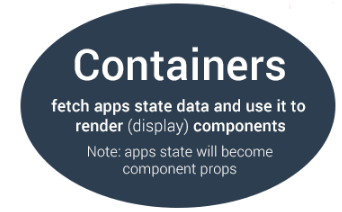 Containers
fetch apps state data and use it to
render (display) components
Note: apps state will become
component props